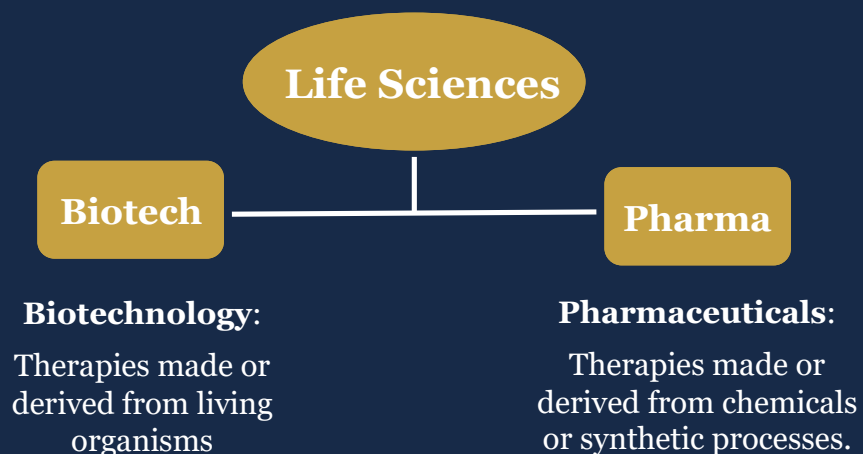 Life Sciences
Biotech
Pharma
Biotechnology:
Therapies made or
derived from living
organisms
Pharmaceuticals:
Therapies made or
derived from chemicals
or synthetic processes.